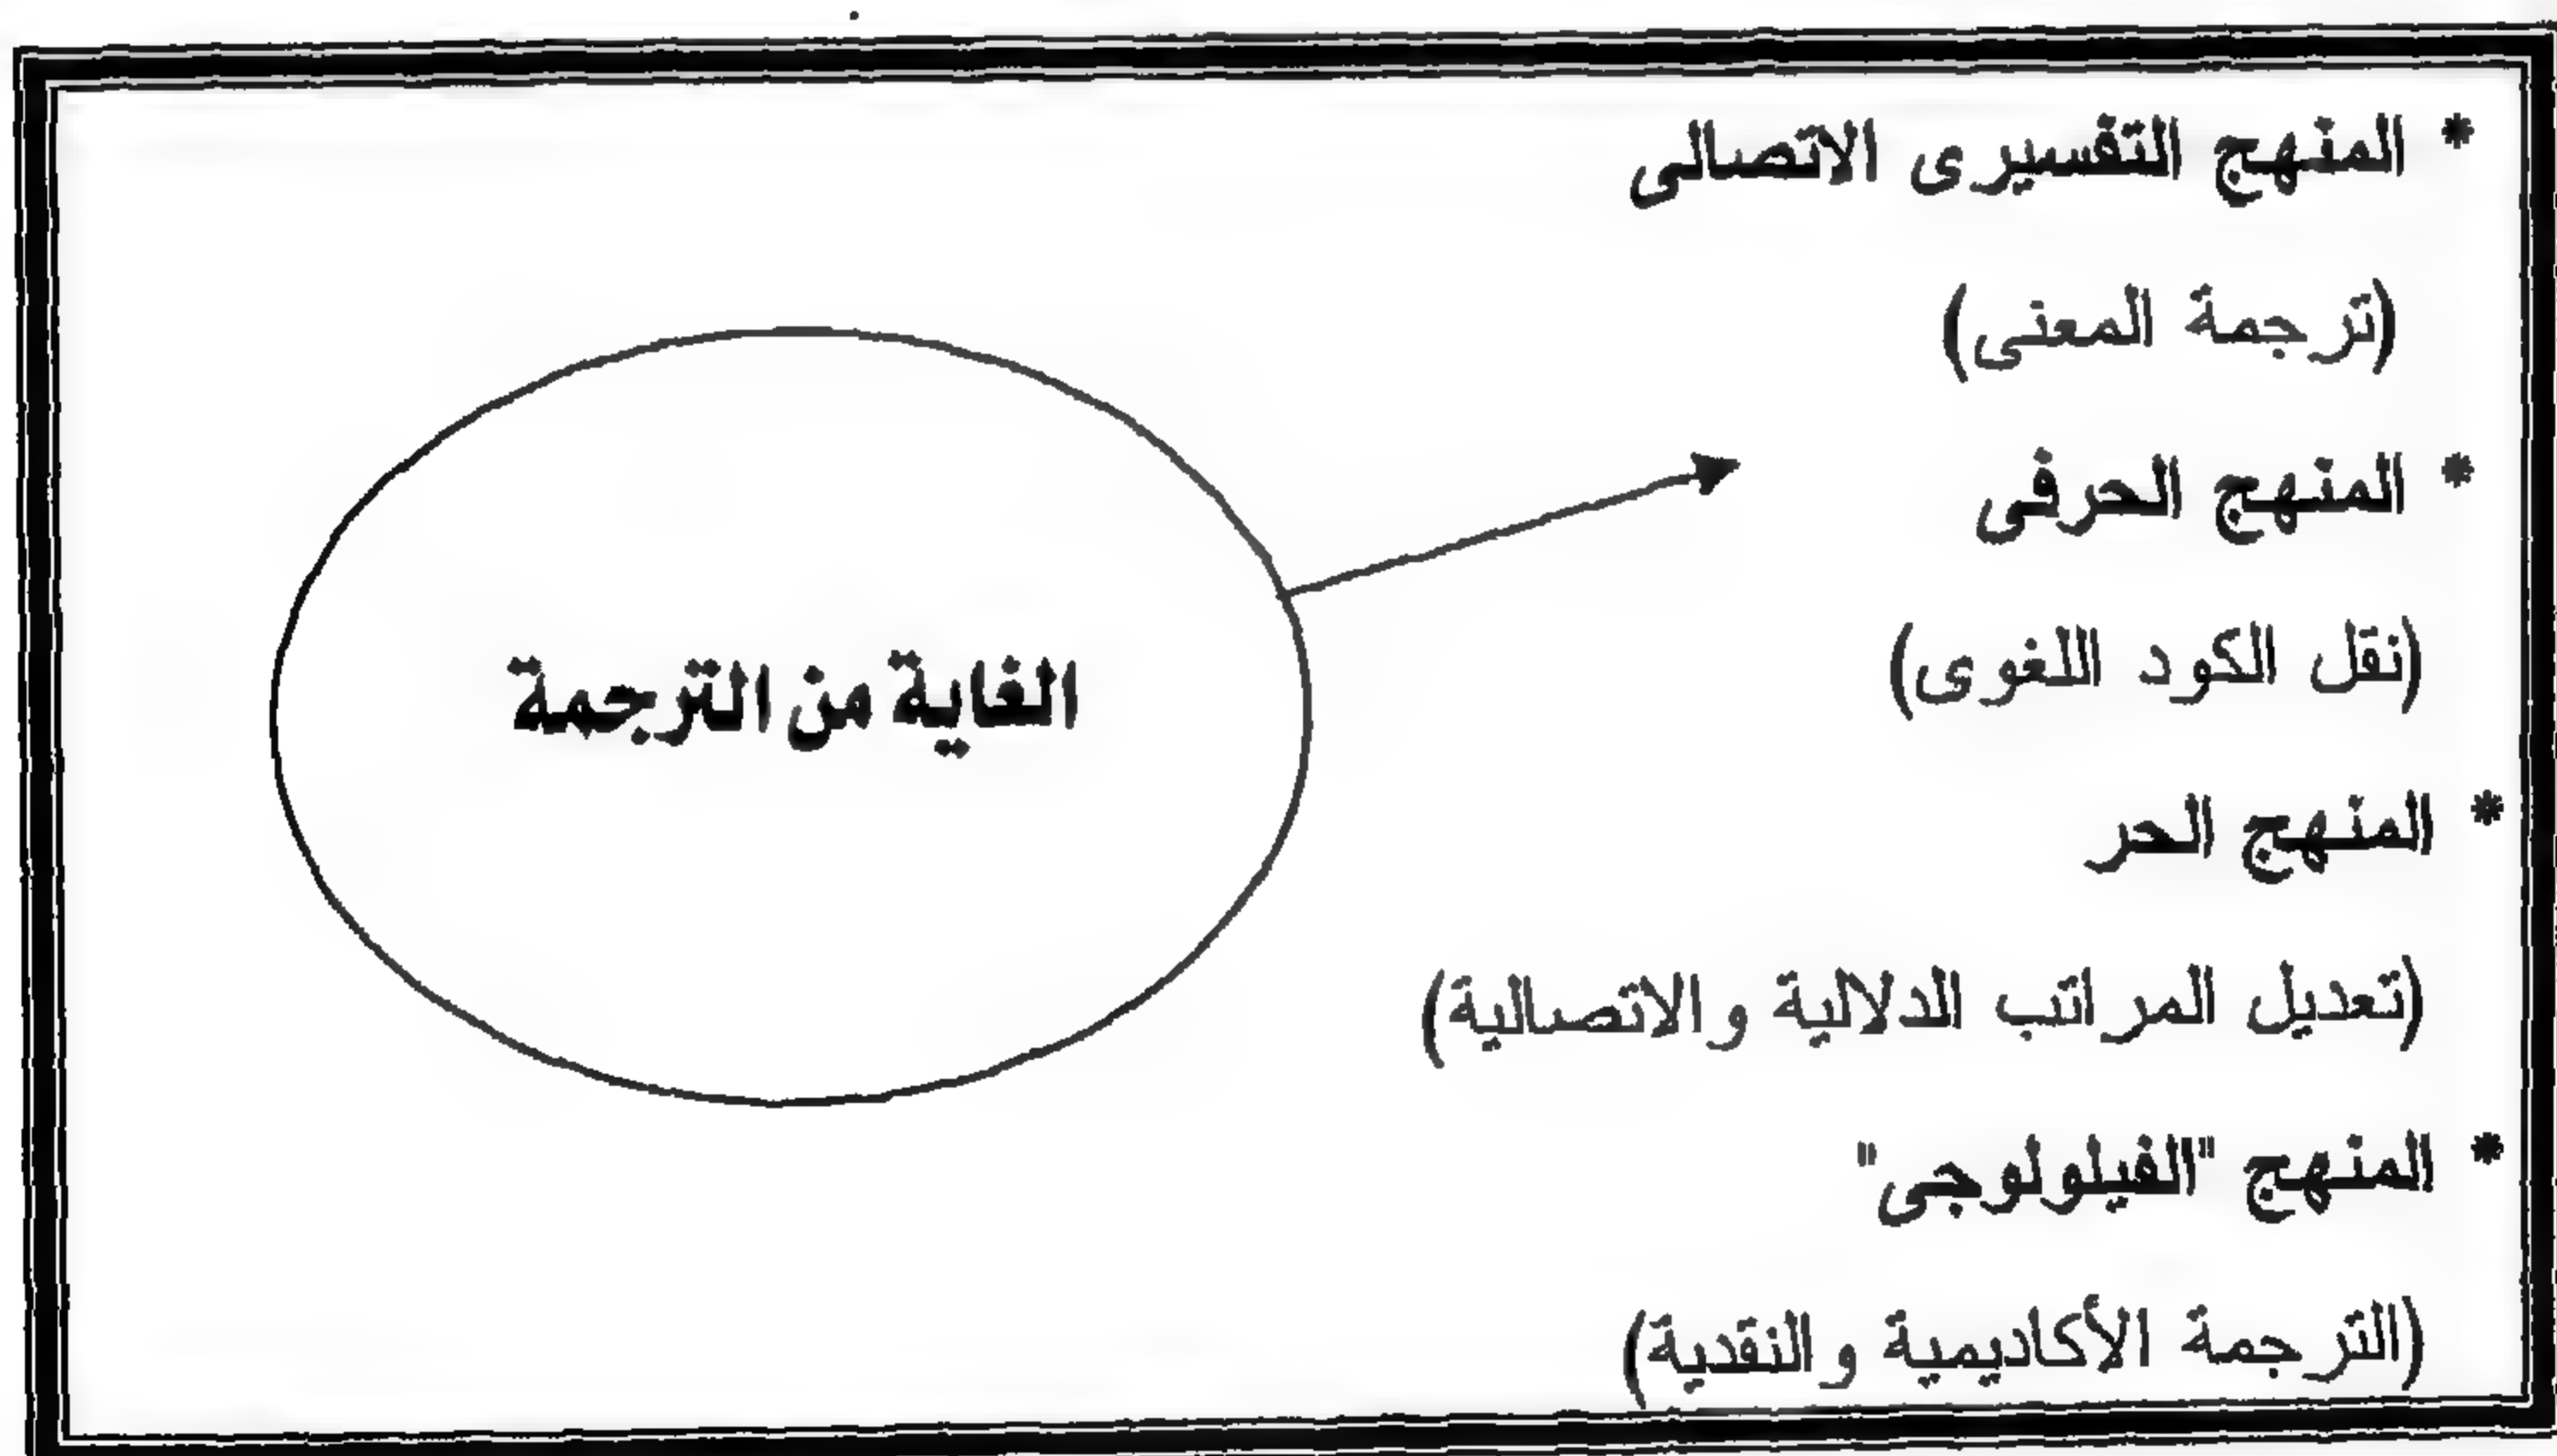 * المنهج التفسيرى الاتصالى
(ترجمة المعنى)
* المنهج الحرفى
(نقل الكود اللغوى)
* المنهج الحر
(تعديل المراتب الدلالية والاتصالية)
* المنهج "الفيلولوجى"
(الترجمة الأكاديمية والنقدية)
الغاية من الترجمة